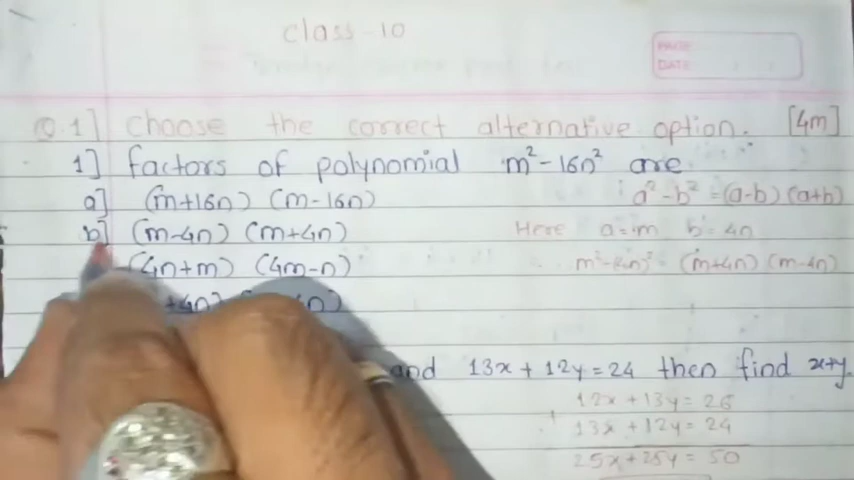 class-10
PAGE
DATE
Q.1] Choose the correct alternative option. [4m]
1] factors of polynomial m²-16n² are
a] (m+16n) (m-16n) a²-b² = (a-b) (a+b)
b] (m-4n) (m+4n) Here a=m b=4n
(4n+m) (4m-n) m²-(4n)² = (m+4n) (m-4n)
+4n)
and 13x + 12y = 24 then find x+y.
12x + 13y = 26
13x + 12y = 24
25x+25y = 50